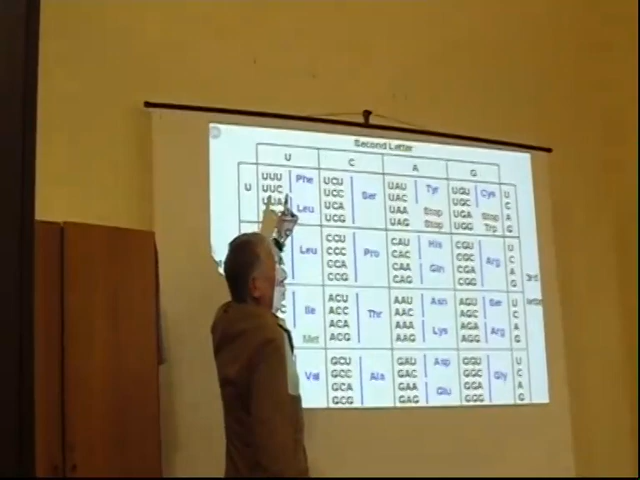 Second Letter
U C A G
U UUU Phe UCU Ser UAU Tyr UGU Cys U
UUC UCC UAC UGC C
UUA Leu UCA UAA Stop UGA Stop A
UCG UAG Stop UGG Trp G
Leu CCU Pro CAU His CGU Arg U
CCC CAC CGC C
CCA CAA Gln CGA A
CCG CAG CGG G
3rd
letter
Ile ACU Thr AAU Asn AGU Ser U
ACC AAC AGC C
ACA AAA Lys AGA Arg A
Met ACG AAG AGG G
Val GCU Ala GAU Asp GGU Gly U
GCC GAC GGC C
GCA GAA Glu GGA A
GCG GAG GGG G